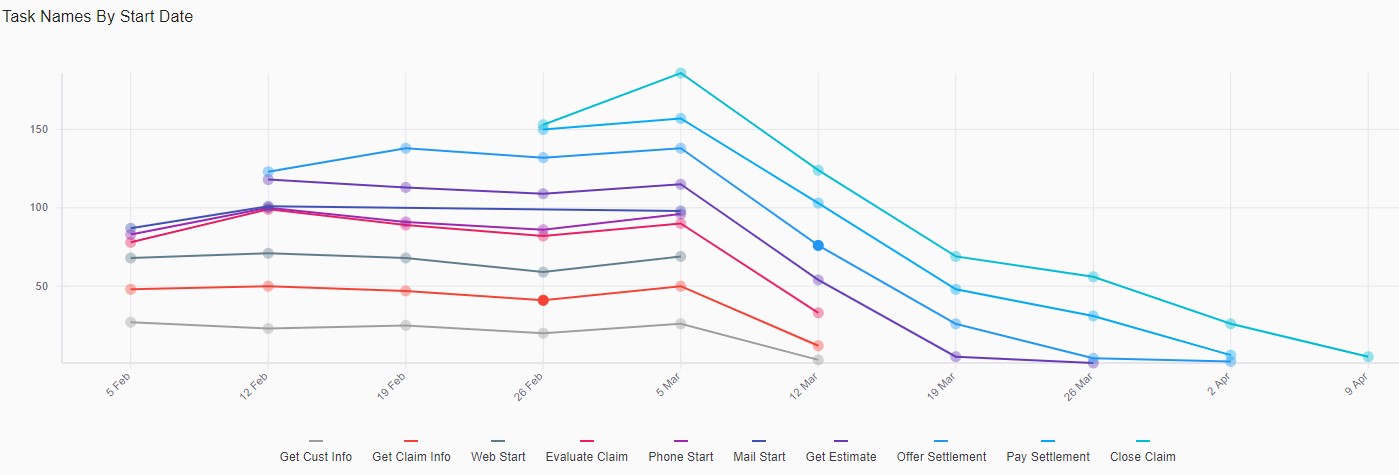 Task Names By Start Date
150
100
50
5 Feb
12 Feb
19 Feb
26 Feb
5 Mar
12 Mar
19 Mar
26 Mar
2 Apr
9 Apr
Get Cust Info Get Claim Info Web Start Evaluate Claim Phone Start Mail Start Get Estimate Offer Settlement Pay Settlement Close Claim